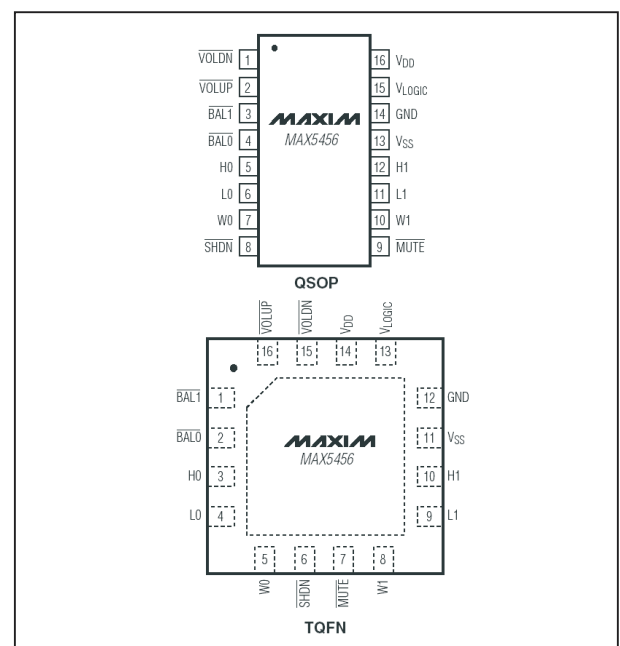 VOLDN 1 16 VDD
VOLUP 2 15 VLOGIC
BAL1 3 14 GND
BAL0 4 13 VSS
H0 5 12 H1
L0 6 11 L1
W0 7 10 W1
SHDN 8 9 MUTE
MAXIM
MAX5456
QSOP
VOLUP VOLDN VDD VLOGIC
16 15 14 13
BAL1 1 12 GND
BAL0 2 11 VSS
H0 3 10 H1
L0 4 9 L1
MAXIM
MAX5456
5 6 7 8
W0 SHDN MUTE W1
TQFN